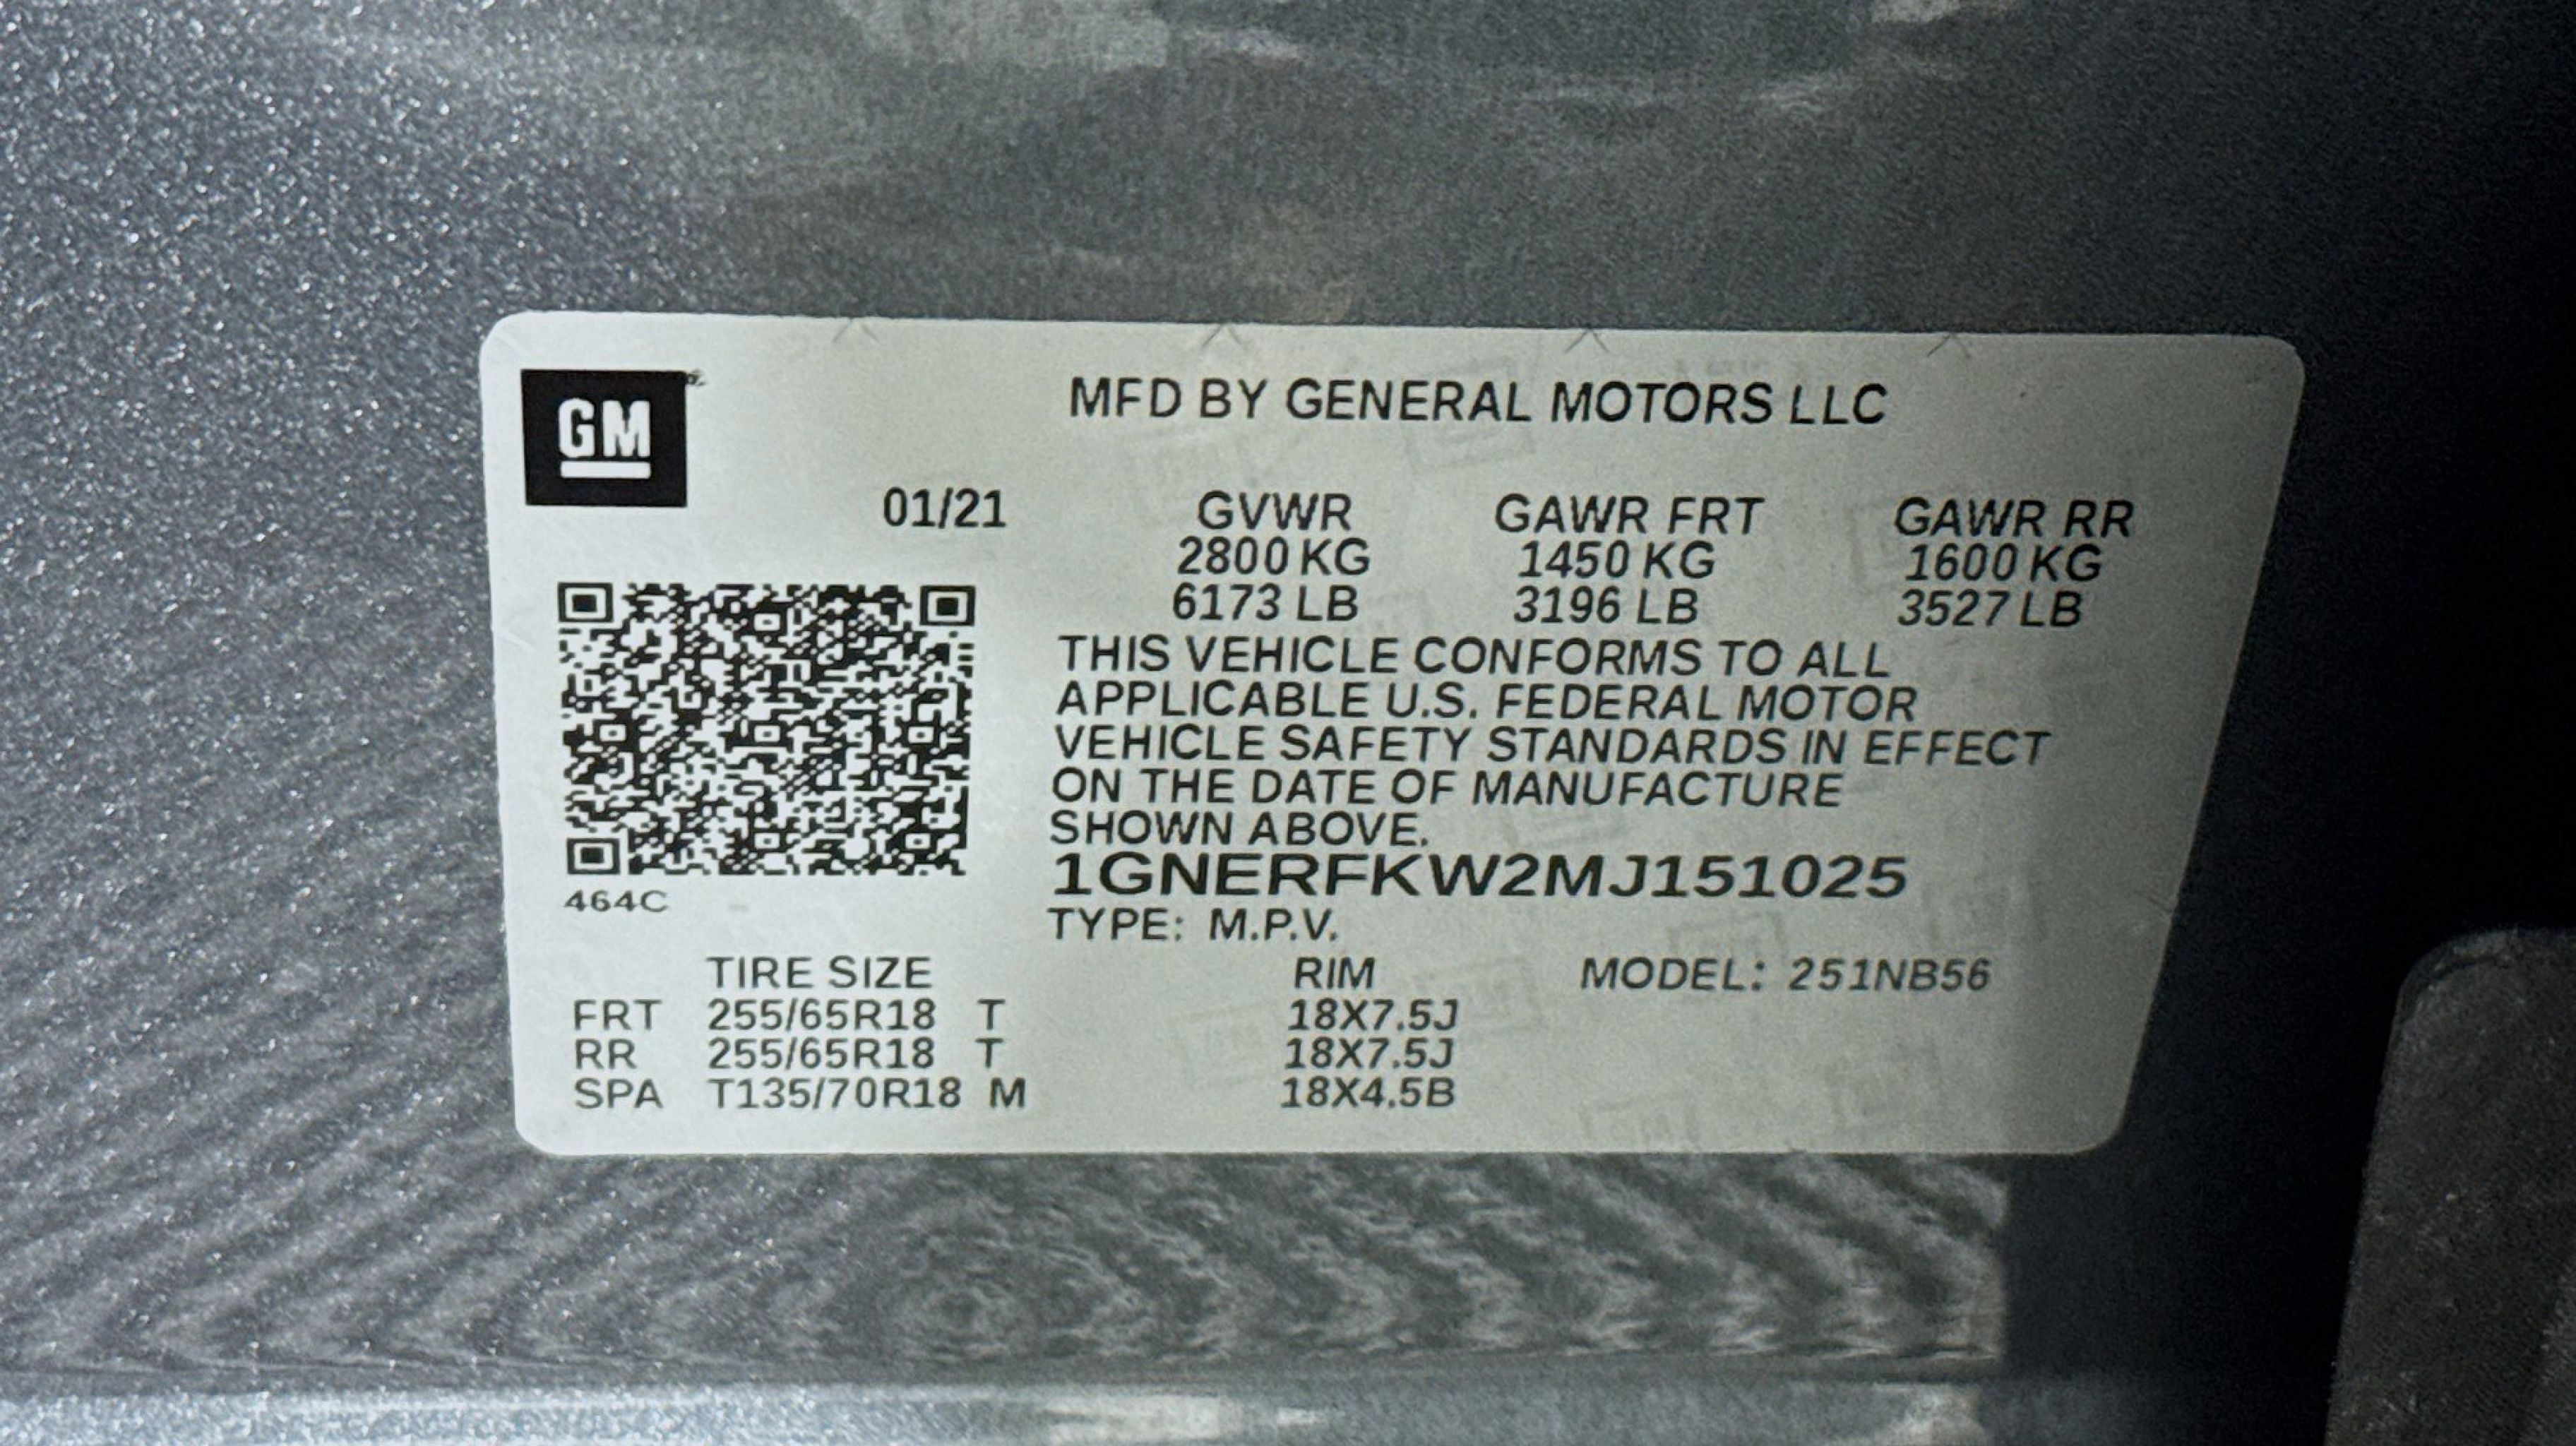 GM
MFD BY GENERAL MOTORS LLC
01/21 GVWR GAWR FRT GAWR RR
2800 KG 1450 KG 1600 KG
6173 LB 3196 LB 3527 LB
THIS VEHICLE CONFORMS TO ALL
APPLICABLE U.S. FEDERAL MOTOR
VEHICLE SAFETY STANDARDS IN EFFECT
ON THE DATE OF MANUFACTURE
SHOWN ABOVE.
1GNERFKW2MJ151025
464C
TYPE: M.P.V.
TIRE SIZE RIM MODEL: 251NB56
FRT 255/65R18 T 18X7.5J
RR 255/65R18 T 18X7.5J
SPA T135/70R18 M 18X4.5B